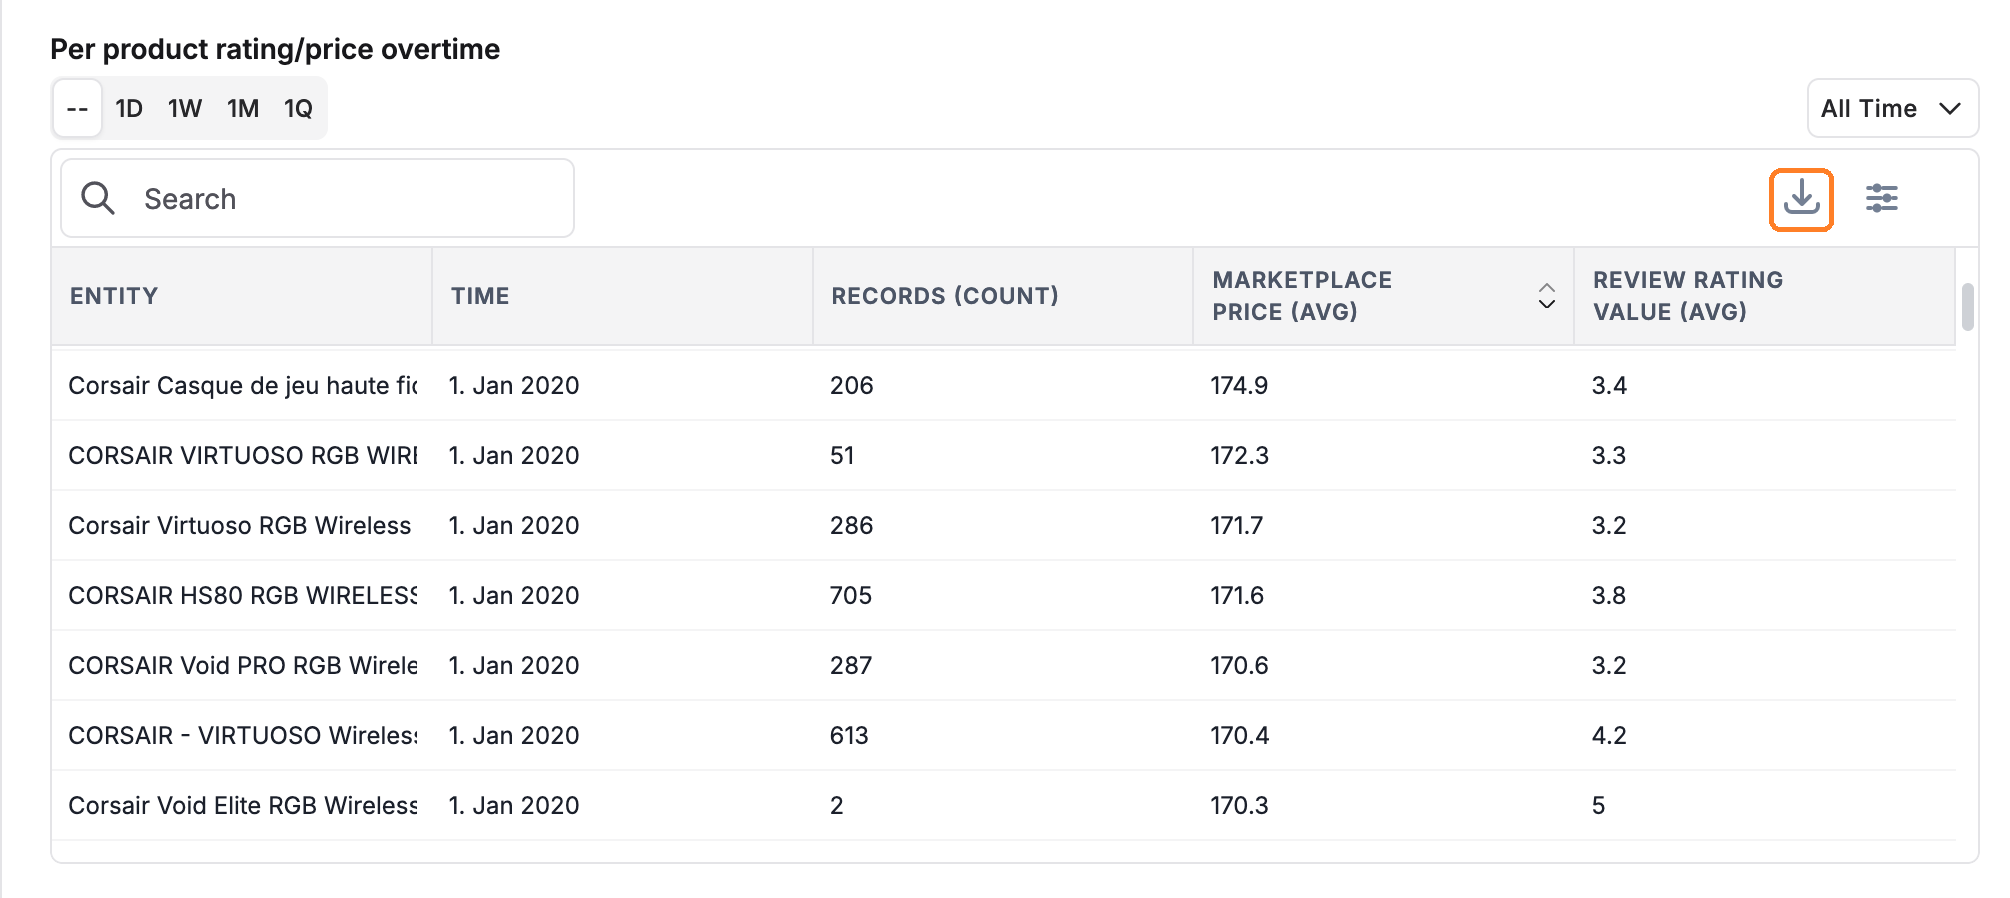 Per product rating/price overtime
-- 1D 1W 1M 1Q
All Time
Search
ENTITY TIME RECORDS (COUNT) MARKETPLACE PRICE (AVG) REVIEW RATING VALUE (AVG)
Corsair Casque de jeu haute 1. Jan 2020 206 174.9 3.4
CORSAIR VIRTUOSO RGB 1. Jan 2020 51 172.3 3.3
Corsair Virtuoso RGB Wireless 1. Jan 2020 286 171.7 3.2
CORSAIR HS80 RGB WIRELESS 1. Jan 2020 705 171.6 3.8
CORSAIR Void PRO RGB Wirele 1. Jan 2020 287 170.6 3.2
CORSAIR - VIRTUOSO Wireless 1. Jan 2020 613 170.4 4.2
Corsair Void Elite RGB Wireless 1. Jan 2020 2 170.3 5